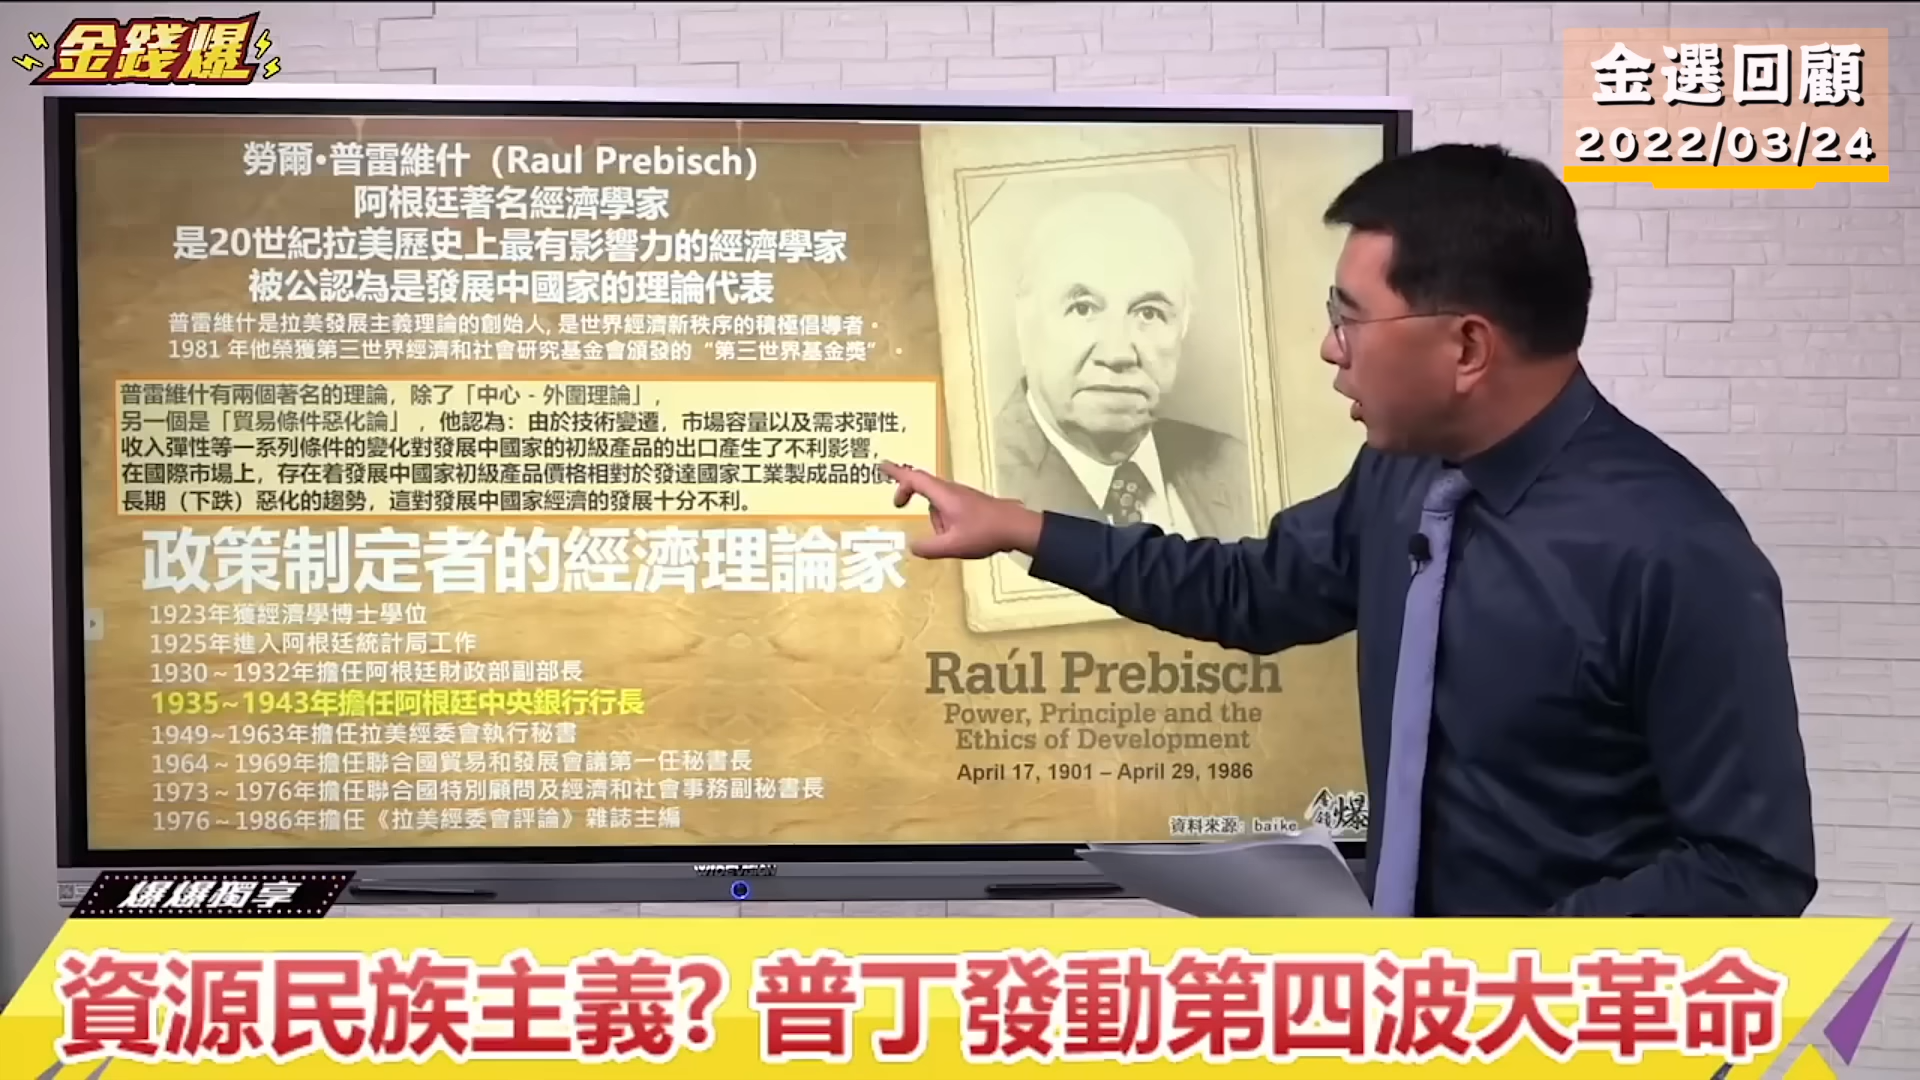 金錢爆
金選回顧
2022/03/24
勞爾·普雷維什（Raul Prebisch）
阿根廷著名經濟學家
是20世紀拉美歷史上最有影響力的經濟學家
被公認為是發展中國家的理論代表
普雷維什是拉美發展主義理論的創始人, 是世界經濟新秩序的積極倡導者。
1981 年他榮獲第三世界經濟和社會研究基金會頒發的“第三世界基金獎”。
普雷維什有兩個著名的理論，除了「中心 - 外圍理論」，
另一個是「貿易條件惡化論」，他認為：由於技術變遷，市場容量以及需求彈性，
收入彈性等一系列條件的變化對發展中國家的初級產品的出口產生了不利影響，
在國際市場上，存在着發展中國家初級產品價格相對於發達國家工業製成品的價
長期（下跌）惡化的趨勢，這對發展中國家經濟的發展十分不利。
政策制定者的經濟理論家
1923年獲經濟學博士學位
1925年進入阿根廷統計局工作
1930～1932年擔任阿根廷財政部副部長
1935~1943年擔任阿根廷中央銀行行長
1949~1963年擔任拉美經委會執行秘書
1964～1969年擔任聯合國貿易和發展會議第一任秘書長
1973～1976年擔任聯合國特別顧問及經濟和社會事務副秘書長
1976～1986年擔任《拉美經委會評論》雜誌主編
Raúl Prebisch
Power, Principle and the
Ethics of Development
April 17, 1901 – April 29, 1986
資料來源: baike
金錢爆
WIDEVISION
爆爆獨享
資源民族主義? 普丁發動第四波大革命